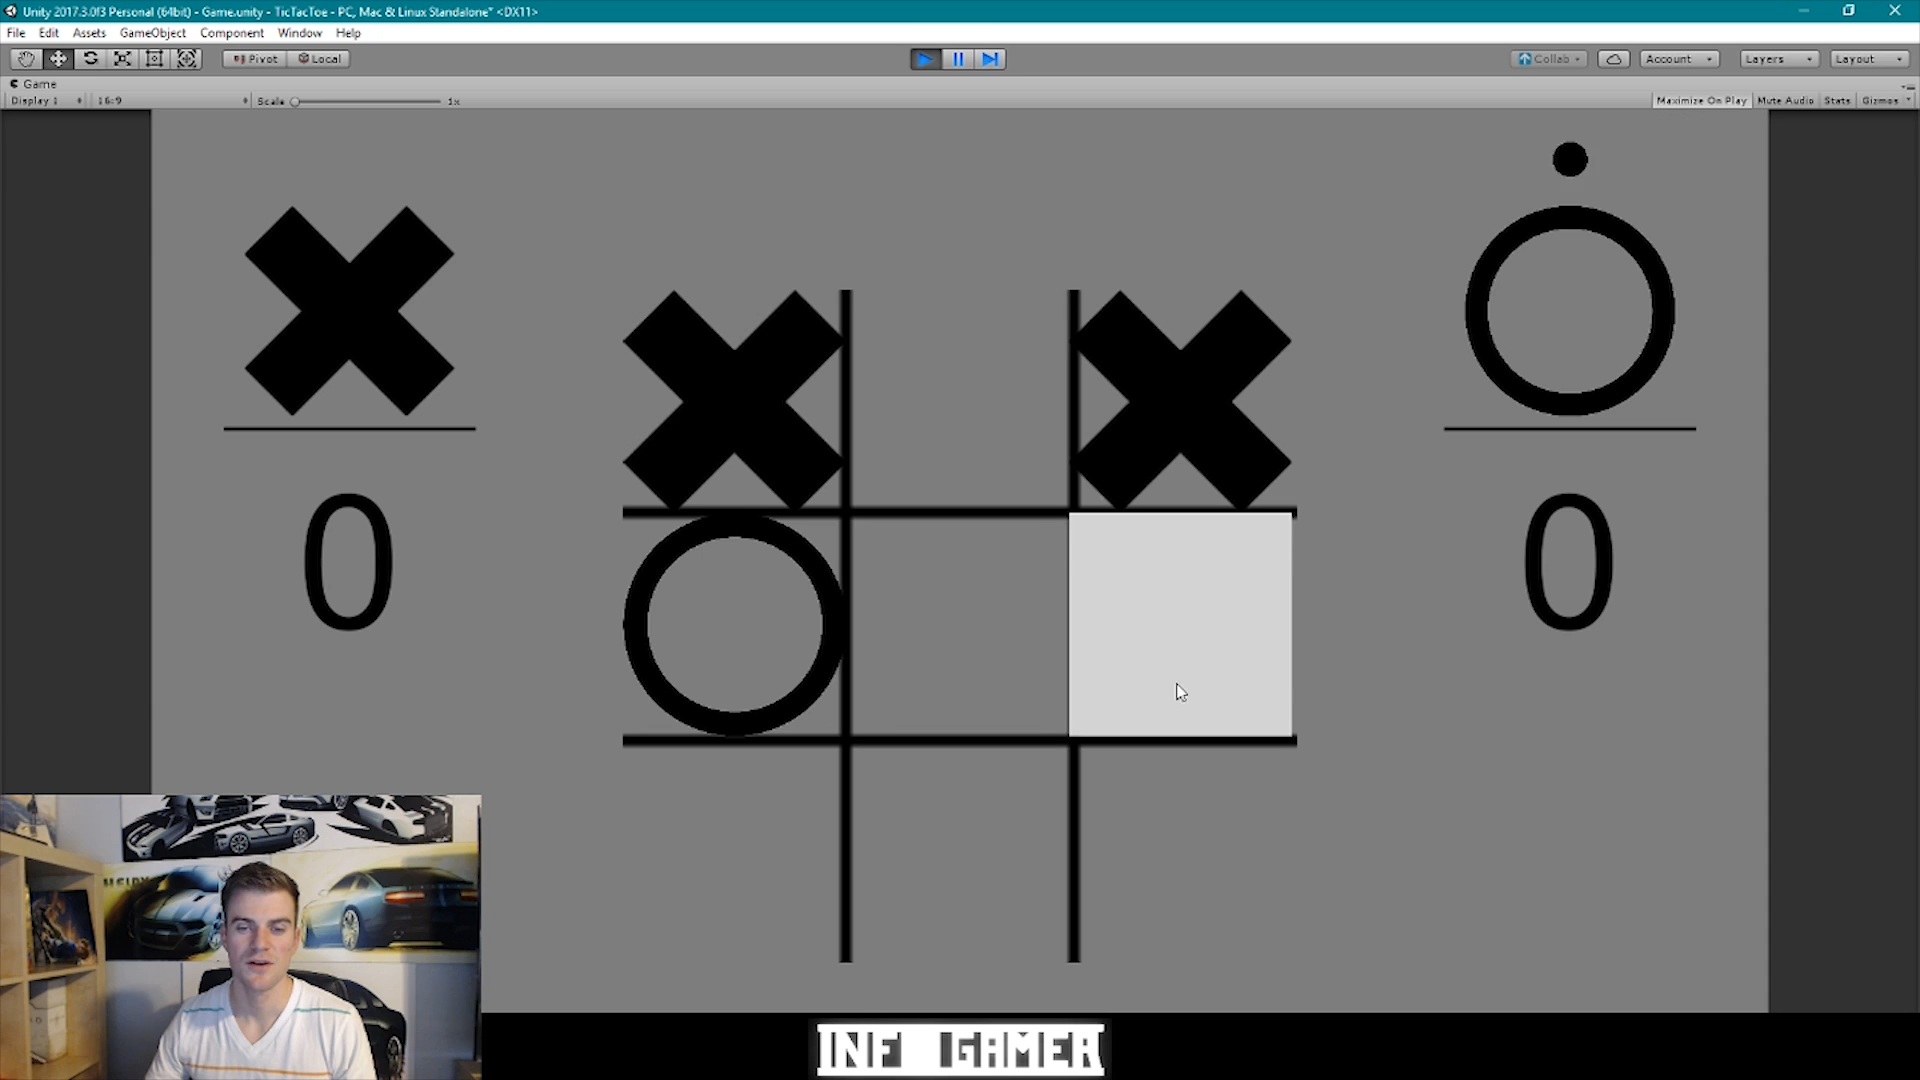 Unity 2017.3.0f3 Personal (64bit) - Game.unity - TicTacToe - PC, Mac & Linux Standalone* <DX11>
File Edit Assets GameObject Component Window Help
Pivot Local Collab Account Layers Layout
Game
Display 1 16:9 Scale 1x Maximize On Play Mute Audio Stats Gizmos
0 0
INF GAMER